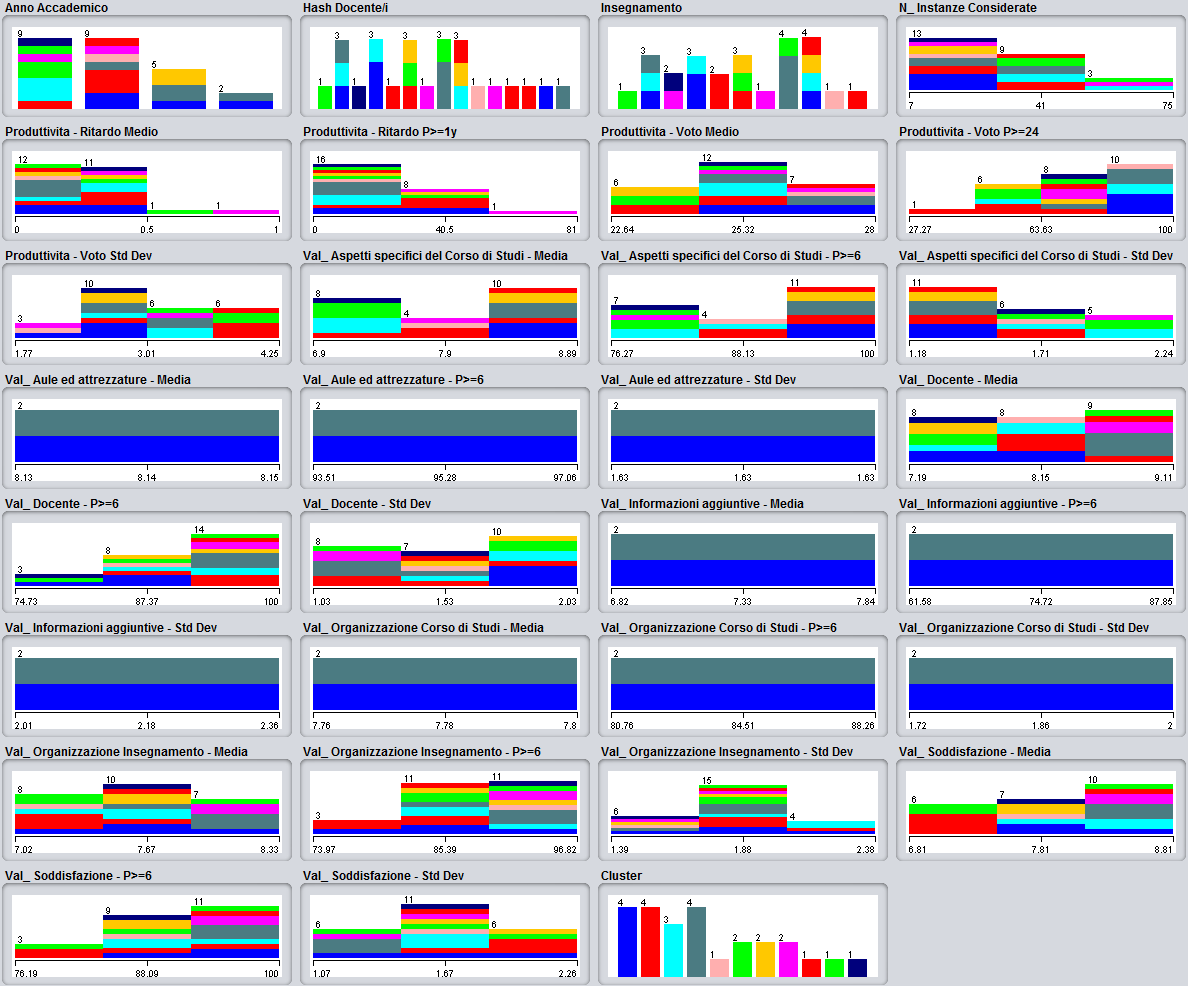 Anno Accademico
9 9 5 2
Hash Docente/i
1 3 1 3 1 3 1 3 3 1 1 1 1 1 1
Insegnamento
1 3 2 3 2 3 1 4 4 1 1
N_ Instanze Considerate
13 9 3
7 41 75
Produttivita - Ritardo Medio
12 11 1 1
0 0.5 1
Produttivita - Ritardo P>=1y
16 8 1
0 40.5 81
Produttivita - Voto Medio
6 12 7
22.64 25.32 28
Produttivita - Voto P>=24
1 6 8 10
27.27 63.63 100
Produttivita - Voto Std Dev
3 10 6 6
1.77 3.01 4.25
Val_ Aspetti specifici del Corso di Studi - Media
8 4 10
6.9 7.9 8.89
Val_ Aspetti specifici del Corso di Studi - P>=6
7 4 11
76.27 88.13 100
Val_ Aspetti specifici del Corso di Studi - Std Dev
11 6 5
1.18 1.71 2.24
Val_ Aule ed attrezzature - Media
2
8.13 8.14 8.15
Val_ Aule ed attrezzature - P>=6
2
93.51 95.28 97.06
Val_ Aule ed attrezzature - Std Dev
2
1.63 1.63 1.63
Val_ Docente - Media
8 8 9
7.19 8.15 9.11
Val_ Docente - P>=6
3 8 14
74.73 87.37 100
Val_ Docente - Std Dev
8 7 10
1.03 1.53 2.03
Val_ Informazioni aggiuntive - Media
2
6.82 7.33 7.84
Val_ Informazioni aggiuntive - P>=6
2
61.58 74.72 87.85
Val_ Informazioni aggiuntive - Std Dev
2
2.01 2.18 2.36
Val_ Organizzazione Corso di Studi - Media
2
7.76 7.78 7.8
Val_ Organizzazione Corso di Studi - P>=6
2
80.76 84.51 88.26
Val_ Organizzazione Corso di Studi - Std Dev
2
1.72 1.86 2
Val_ Organizzazione Insegnamento - Media
8 10 7
7.02 7.67 8.33
Val_ Organizzazione Insegnamento - P>=6
3 11 11
73.97 85.39 96.82
Val_ Organizzazione Insegnamento - Std Dev
6 15 4
1.39 1.88 2.38
Val_ Soddisfazione - Media
6 7 10
6.81 7.81 8.81
Val_ Soddisfazione - P>=6
3 9 11
76.19 88.09 100
Val_ Soddisfazione - Std Dev
6 11 6
1.07 1.67 2.26
Cluster
4 4 3 4 1 2 2 2 1 1 1